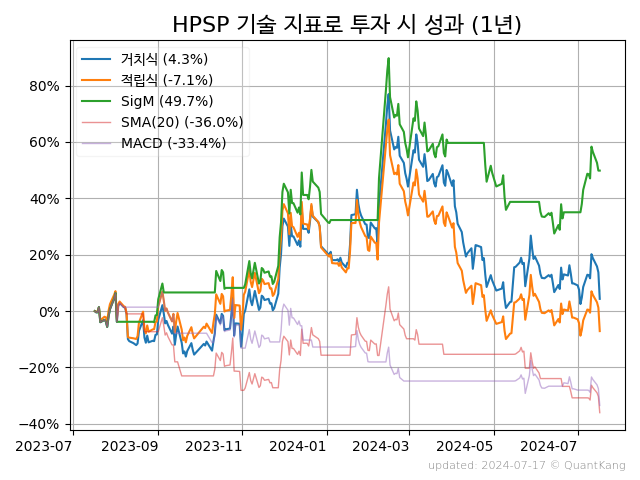 HPSP 기술 지표로 투자 시 성과 (1년)
거치식 (4.3%)
적립식 (-7.1%)
SigM (49.7%)
SMA(20) (-36.0%)
MACD (-33.4%)
80%
60%
40%
20%
0%
−20%
−40%
2023-07 2023-09 2023-11 2024-01 2024-03 2024-05 2024-07
updated: 2024-07-17 © QuantKang